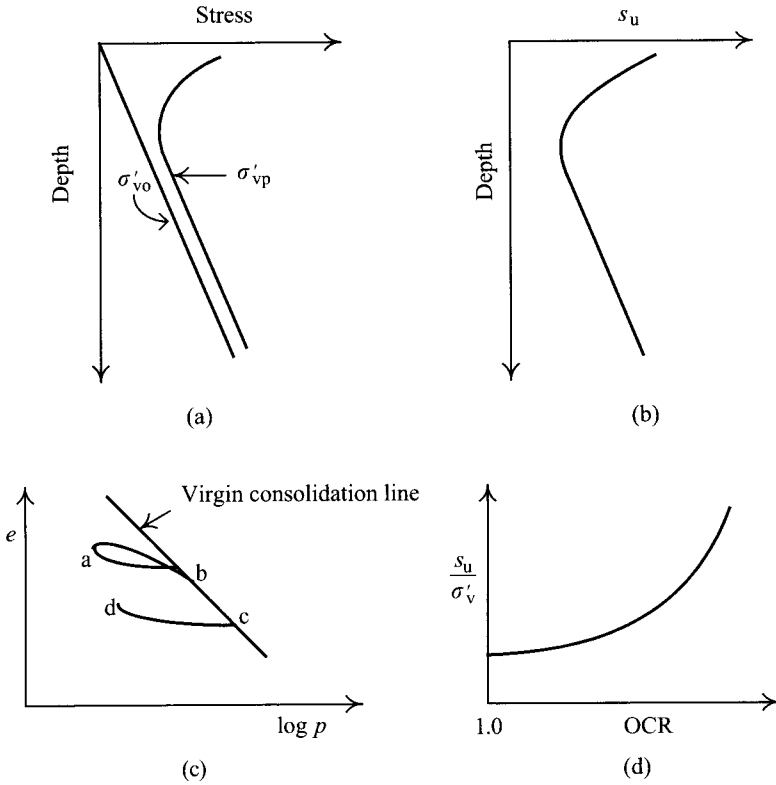 Stress
Depth
σ′vo
σ′vp
(a)
su
Depth
(b)
Virgin consolidation line
e
a
b
d
c
log p
(c)
su
σ′v
1.0
OCR
(d)